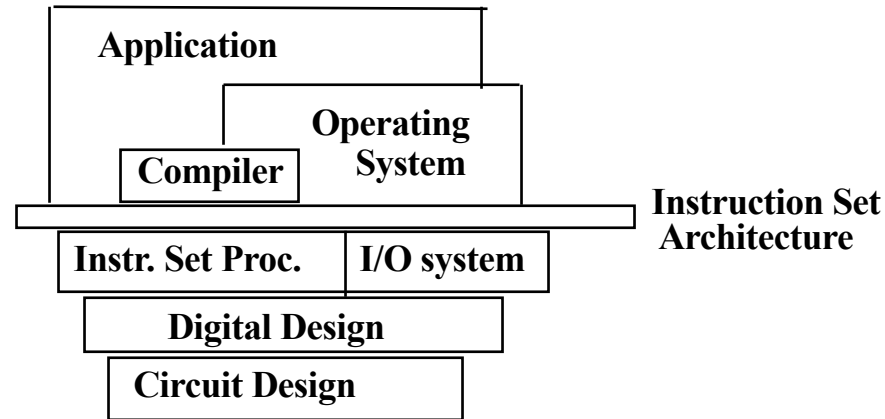 Application
Operating
System
Compiler
Instruction Set
Architecture
Instr. Set Proc.
I/O system
Digital Design
Circuit Design